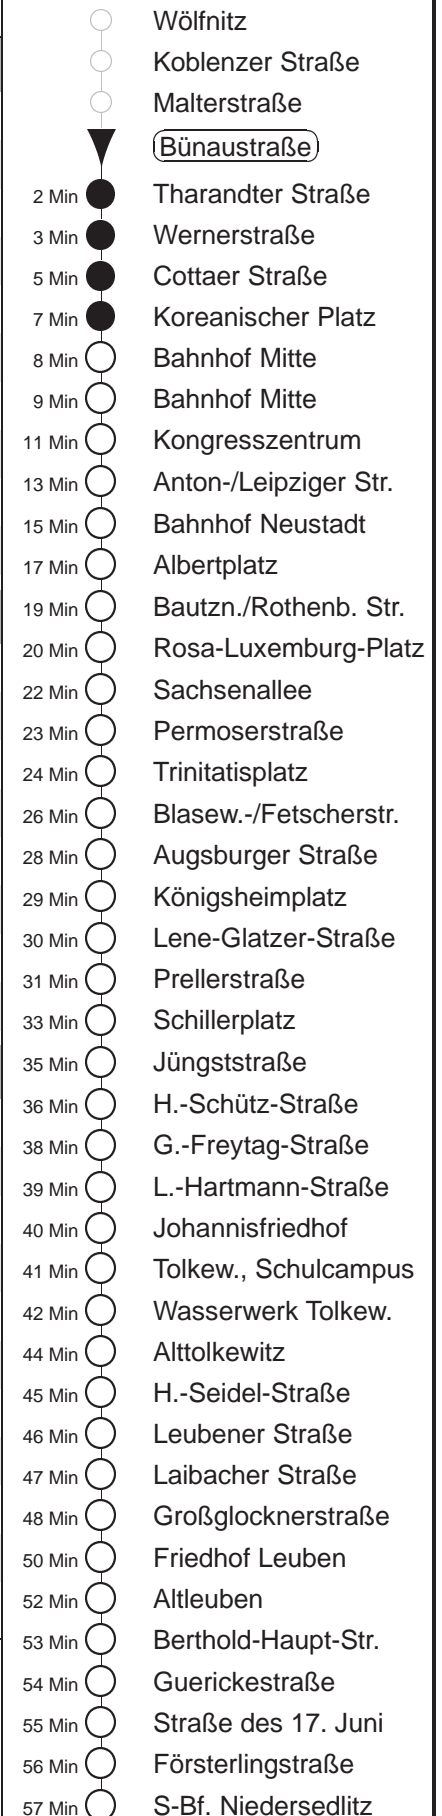 Wölfnitz
Koblenzer Straße
Malterstraße
Bünaustraße
2 Min Tharandter Straße
3 Min Wernerstraße
5 Min Cottaer Straße
7 Min Koreanischer Platz
8 Min Bahnhof Mitte
9 Min Bahnhof Mitte
11 Min Kongresszentrum
13 Min Anton-/Leipziger Str.
15 Min Bahnhof Neustadt
17 Min Albertplatz
19 Min Bautzn./Rothenb. Str.
20 Min Rosa-Luxemburg-Platz
22 Min Sachsenallee
23 Min Permoserstraße
24 Min Trinitatisplatz
26 Min Blasew.-/Fetscherstr.
28 Min Augsburger Straße
29 Min Königsheimplatz
30 Min Lene-Glatzer-Straße
31 Min Prellerstraße
33 Min Schillerplatz
35 Min Jüngststraße
36 Min H.-Schütz-Straße
38 Min G.-Freytag-Straße
39 Min L.-Hartmann-Straße
40 Min Johannisfriedhof
41 Min Tolkew., Schulcampus
42 Min Wasserwerk Tolkew.
44 Min Alttolkewitz
45 Min H.-Seidel-Straße
46 Min Leubener Straße
47 Min Laibacher Straße
48 Min Großglocknerstraße
50 Min Friedhof Leuben
52 Min Altleuben
53 Min Berthold-Haupt-Str.
54 Min Guerickestraße
55 Min Straße des 17. Juni
56 Min Försterlingstraße
57 Min S-Bf. Niedersedlitz